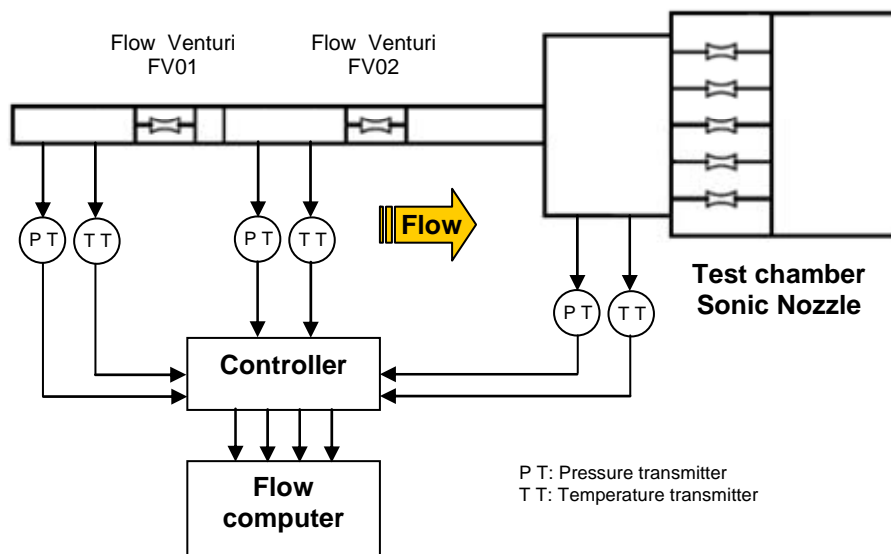 Flow Venturi
FV01
Flow Venturi
FV02
Flow
P T
T T
P T
T T
P T
T T
Test chamber
Sonic Nozzle
Controller
Flow
computer
P T: Pressure transmitter
T T: Temperature transmitter